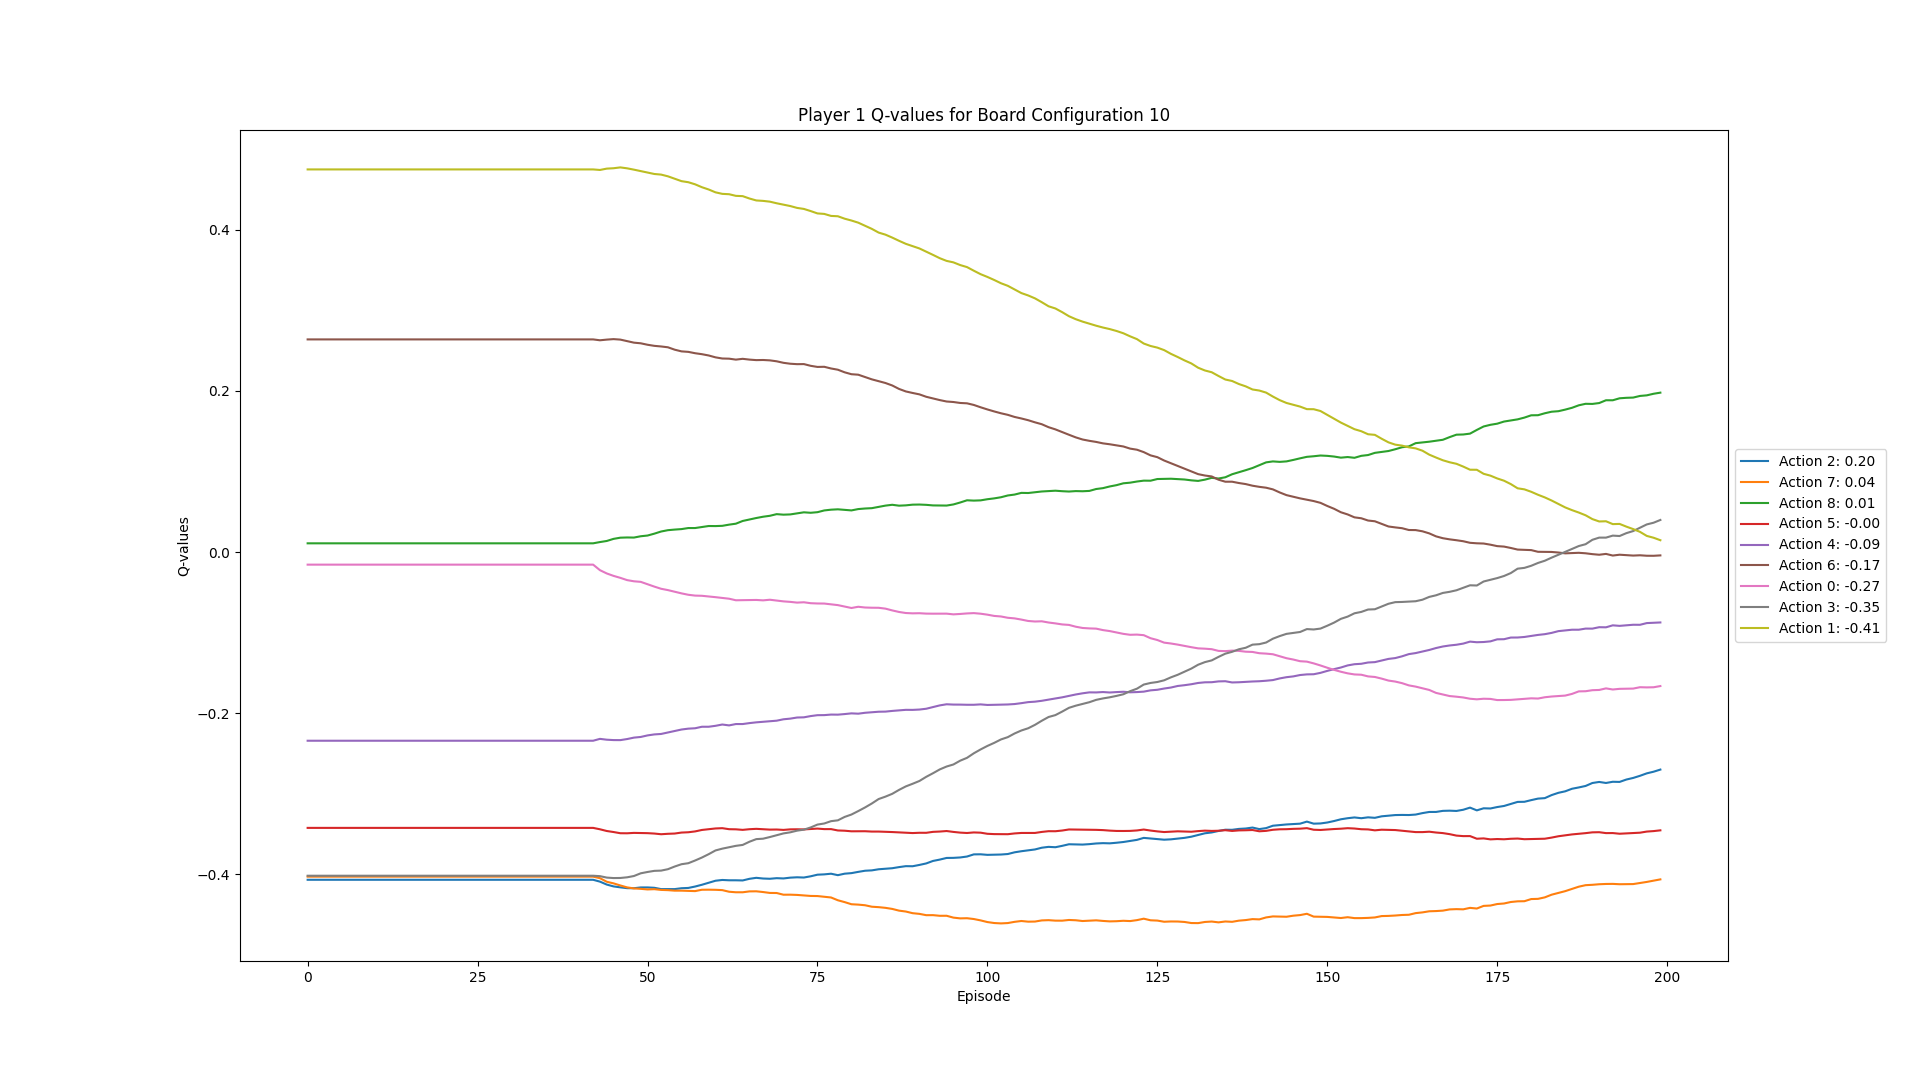 Player 1 Q-values for Board Configuration 10
Q-values
0.4
0.2
0.0
−0.2
−0.4
0 25 50 75 100 125 150 175 200
Episode
Action 2: 0.20
Action 7: 0.04
Action 8: 0.01
Action 5: -0.00
Action 4: -0.09
Action 6: -0.17
Action 0: -0.27
Action 3: -0.35
Action 1: -0.41